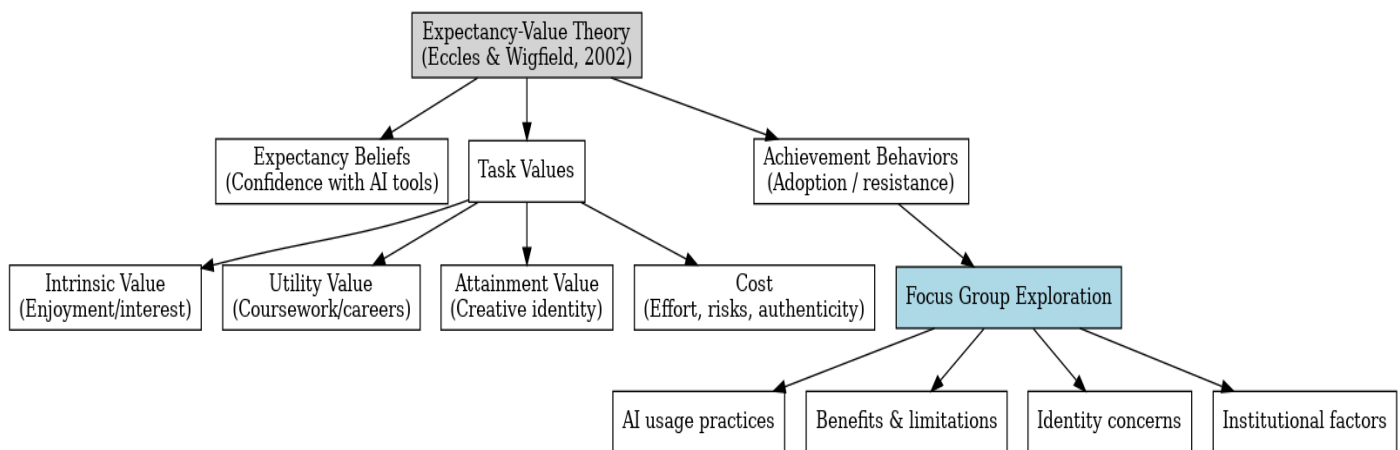 Expectancy-Value Theory
(Eccles & Wigfield, 2002)
Expectancy Beliefs
(Confidence with AI tools)
Task Values
Achievement Behaviors
(Adoption / resistance)
Intrinsic Value
(Enjoyment/interest)
Utility Value
(Coursework/careers)
Attainment Value
(Creative identity)
Cost
(Effort, risks, authenticity)
Focus Group Exploration
AI usage practices
Benefits & limitations
Identity concerns
Institutional factors